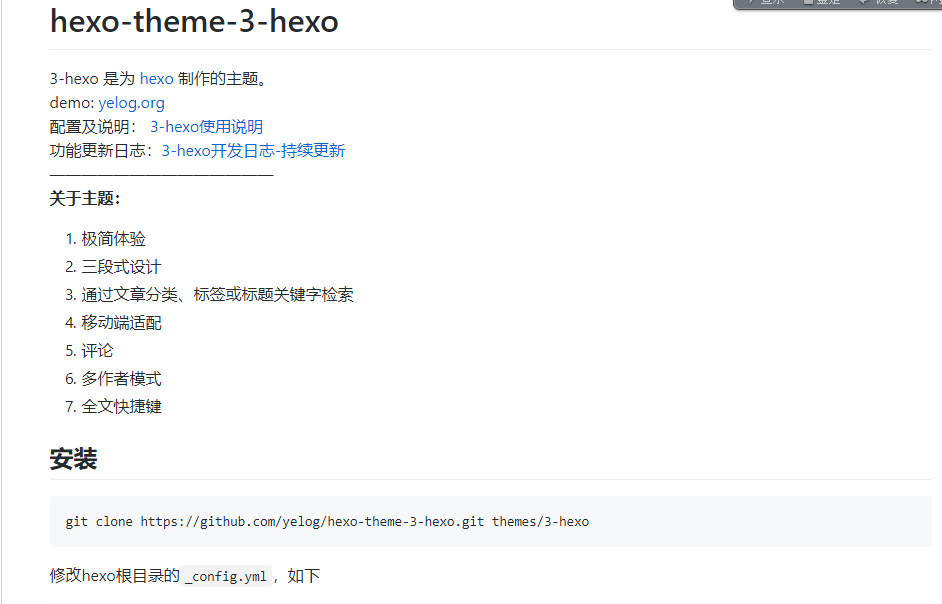 hexo-theme-3-hexo
3-hexo 是为 hexo 制作的主题。
demo: yelog.org
配置及说明： 3-hexo使用说明
功能更新日志：3-hexo开发日志-持续更新
——————————————
关于主题：
1. 极简体验
2. 三段式设计
3. 通过文章分类、标签或标题关键字检索
4. 移动端适配
5. 评论
6. 多作者模式
7. 全文快捷键
安装
git clone https://github.com/yelog/hexo-theme-3-hexo.git themes/3-hexo
修改hexo根目录的 _config.yml ，如下